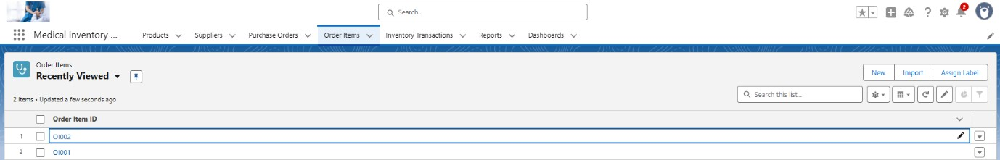 Search...
2
Medical Inventory ... Products Suppliers Purchase Orders Order Items Inventory Transactions Reports Dashboards
Order Items
Recently Viewed
New Import Assign Label
2 items • Updated a few seconds ago
Search this list...
Order Item ID
1 OI002
2 OI001